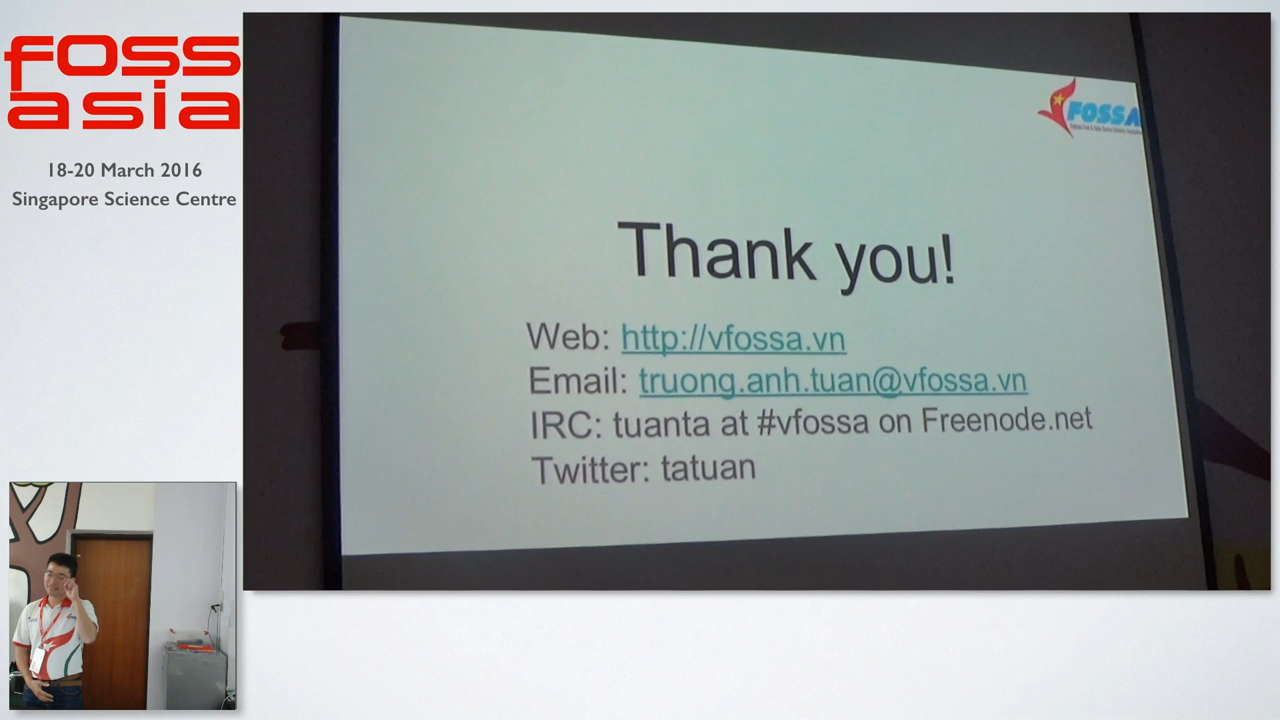 foss
asia
18-20 March 2016
Singapore Science Centre
FOSSA
Thank you!
Web: http://vfossa.vn
Email: truong.anh.tuan@vfossa.vn
IRC: tuanta at #vfossa on Freenode.net
Twitter: tatuan